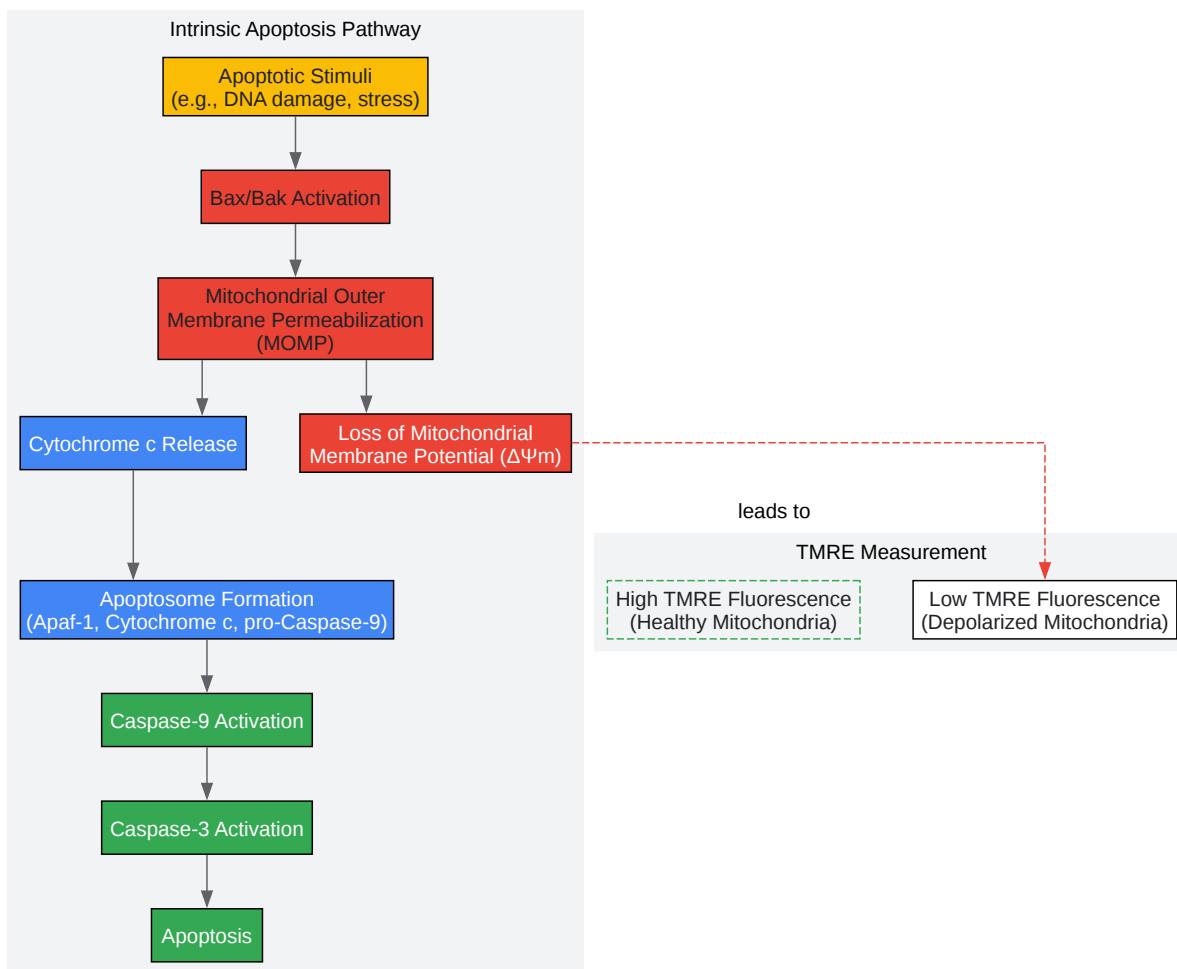 Intrinsic Apoptosis Pathway
Apoptotic Stimuli
(e.g., DNA damage, stress)
Bax/Bak Activation
Mitochondrial Outer
Membrane Permeabilization
(MOMP)
Cytochrome c Release
Loss of Mitochondrial
Membrane Potential (ΔΨm)
leads to
TMRE Measurement
High TMRE Fluorescence
(Healthy Mitochondria)
Low TMRE Fluorescence
(Depolarized Mitochondria)
Apoptosome Formation
(Apaf-1, Cytochrome c, pro-Caspase-9)
Caspase-9 Activation
Caspase-3 Activation
Apoptosis